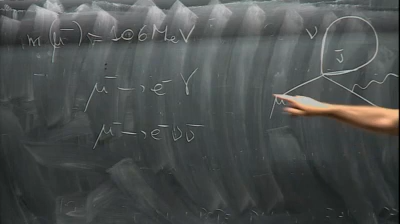 m(μ⁻) = 106 MeV
μ⁻ → e⁻ γ
μ⁻ → e⁻ ν ν̄
ν
ν̄
μ